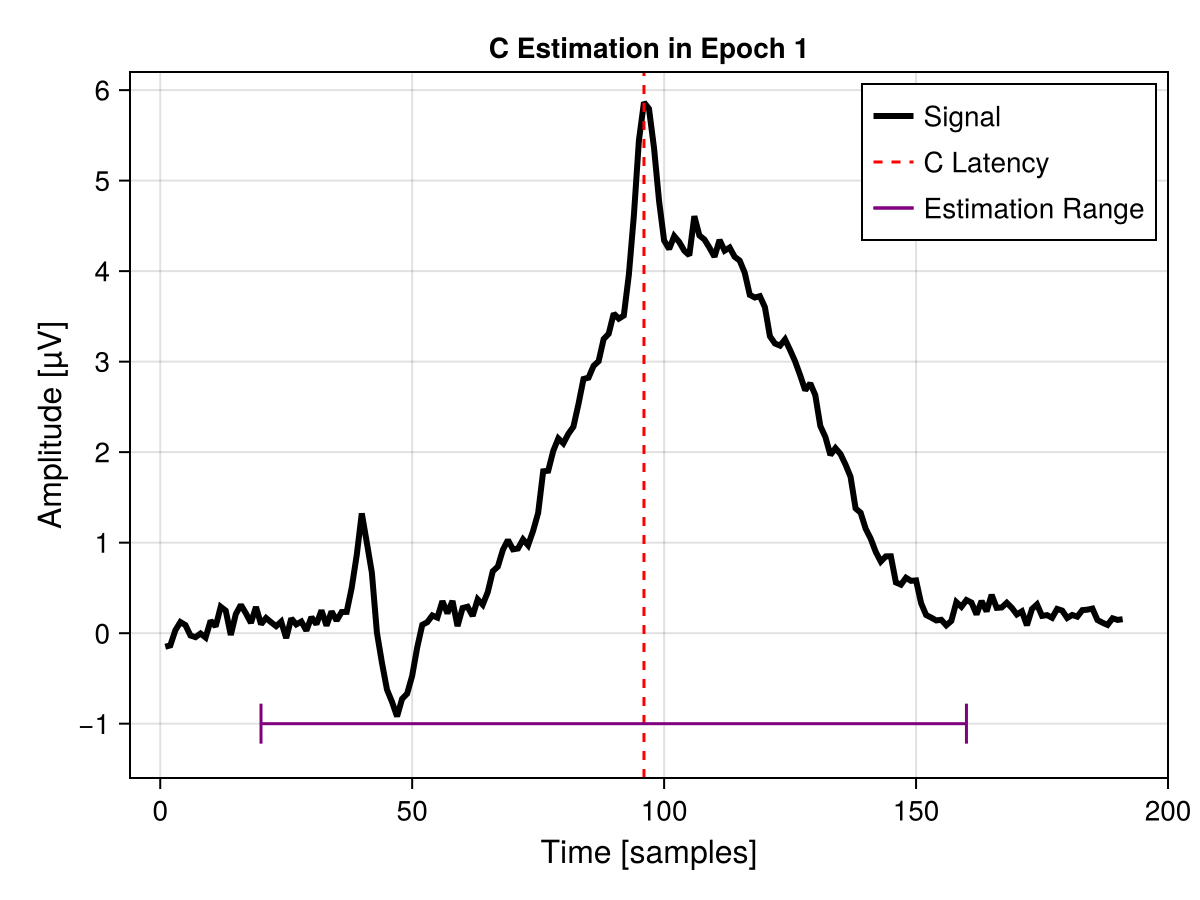 C Estimation in Epoch 1
6
5
4
3
2
1
0
−1
Amplitude [µV]
Signal
C Latency
Estimation Range
0 50 100 150 200
Time [samples]